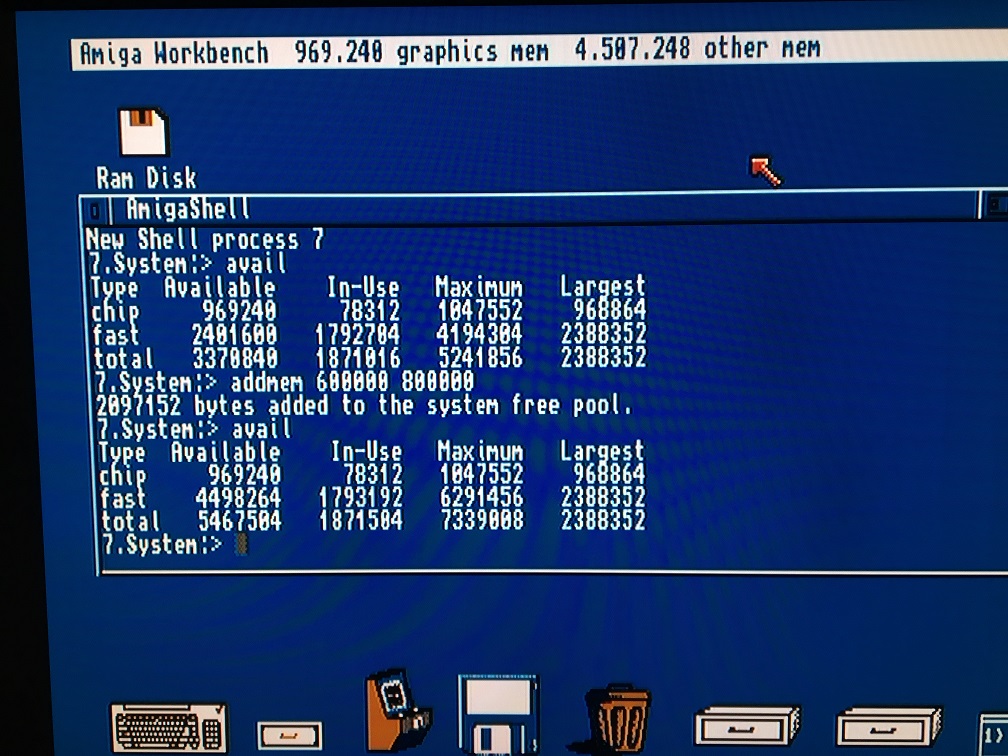 Amiga Workbench 969.240 graphics mem 4.507.248 other mem
Ram Disk
AmigaShell
New Shell process 7
7.System:> avail
Type Available In-Use Maximum Largest
chip 969240 78312 1047552 968864
fast 2401600 1792704 4194304 2388352
total 3370840 1871016 5241856 2388352
7.System:> addmem 600000 800000
2097152 bytes added to the system free pool.
7.System:> avail
Type Available In-Use Maximum Largest
chip 969240 78312 1047552 968864
fast 4498264 1793192 6291456 2388352
total 5467504 1871504 7339008 2388352
7.System:>